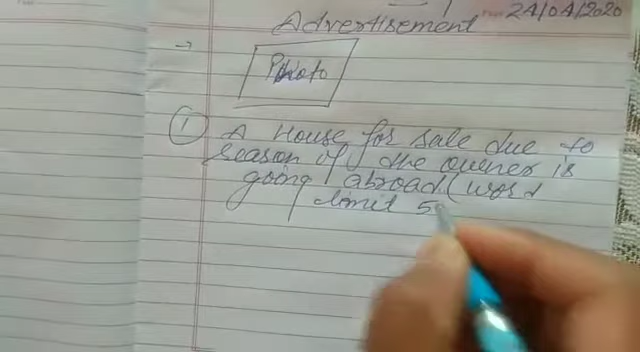 24/04/2020
Advertisement
→
Photo
① A House for sale due to
reason of the owner is
going abroad (word
limit 5